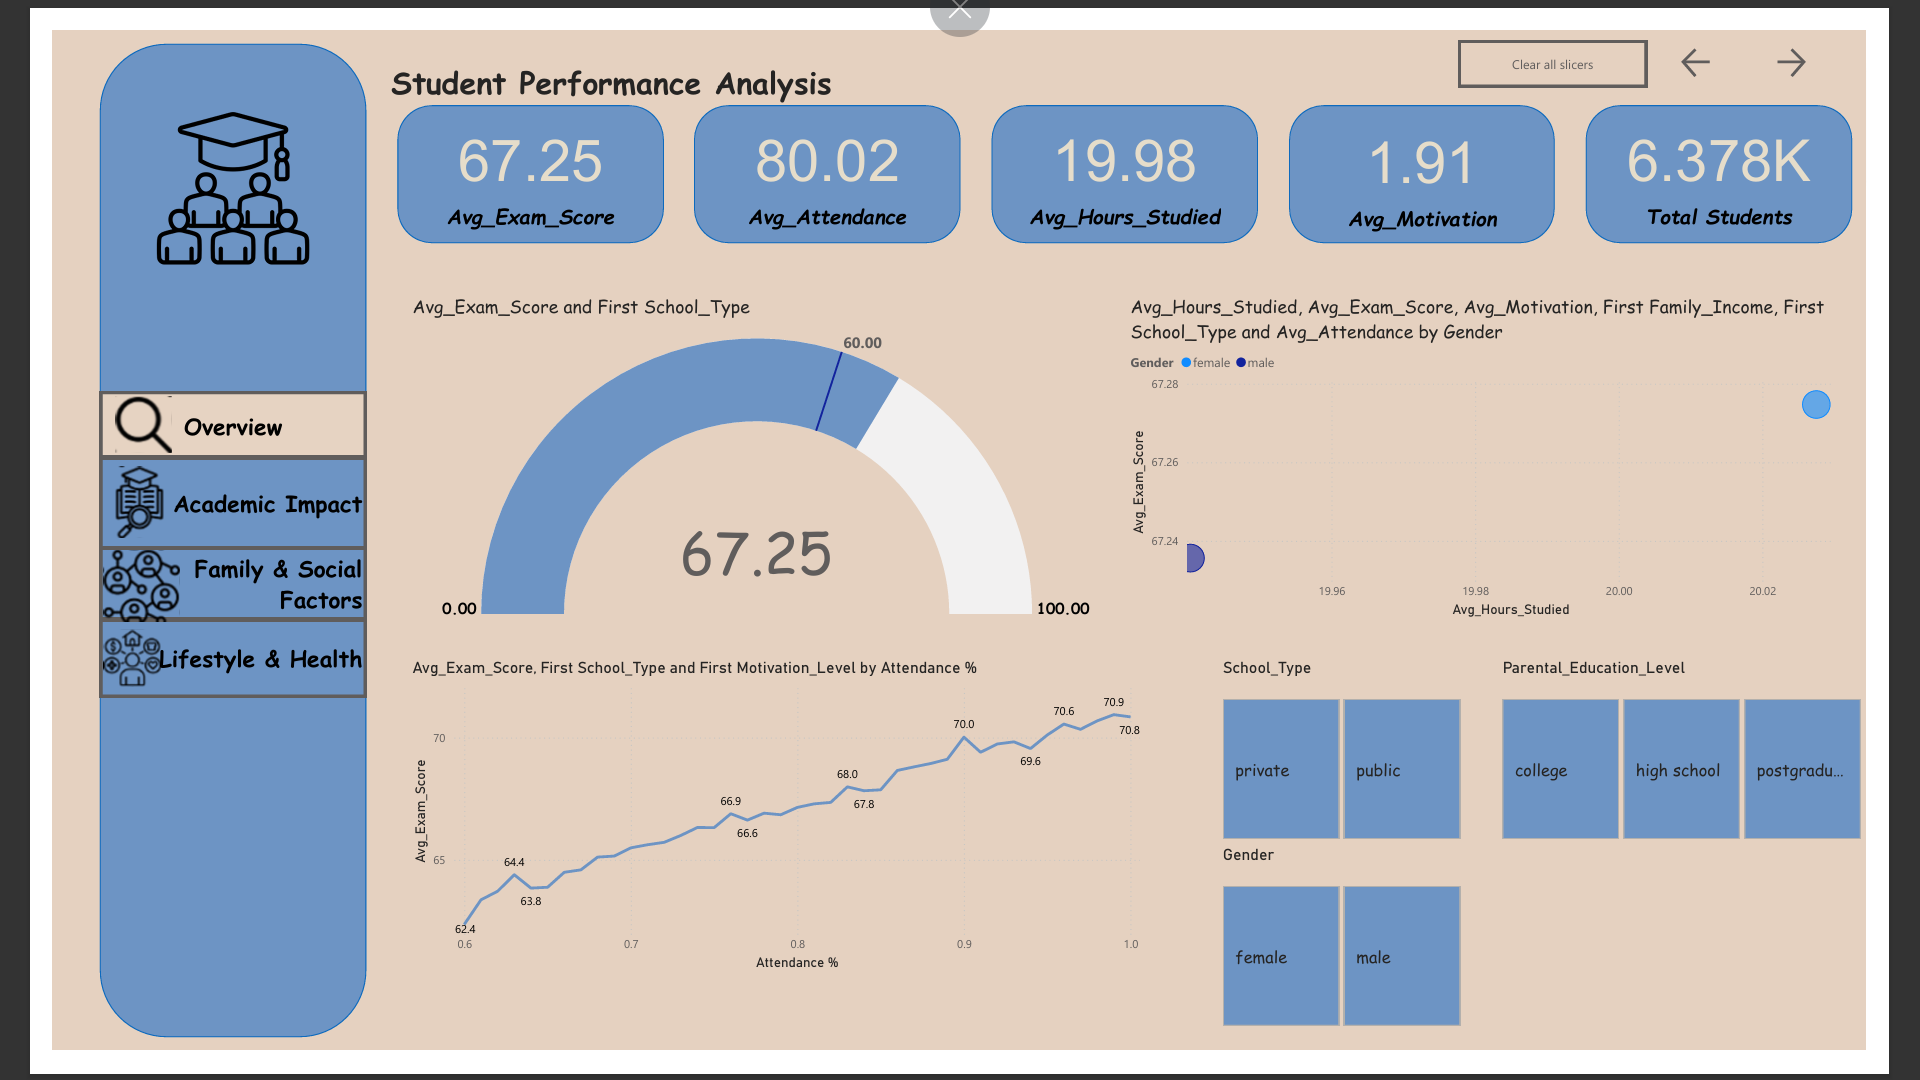 Clear all slicers
Student Performance Analysis
67.25
Avg_Exam_Score
80.02
Avg_Attendance
19.98
Avg_Hours_Studied
1.91
Avg_Motivation
6.378K
Total Students
Overview
Academic Impact
Family & Social
Factors
Lifestyle & Health
Avg_Exam_Score and First School_Type
60.00
67.25
0.00
100.00
Avg_Hours_Studied, Avg_Exam_Score, Avg_Motivation, First Family_Income, First
School_Type and Avg_Attendance by Gender
Gender female male
67.28
67.26
67.24
Avg_Exam_Score
19.96 19.98 20.00 20.02
Avg_Hours_Studied
Avg_Exam_Score, First School_Type and First Motivation_Level by Attendance %
Avg_Exam_Score
70
65
62.4
64.4
63.8
66.9
66.6
68.0
67.8
70.0
69.6
70.6
70.9
70.8
0.6 0.7 0.8 0.9 1.0
Attendance %
School_Type
private
public
Parental_Education_Level
college
high school
postgradu...
Gender
female
male